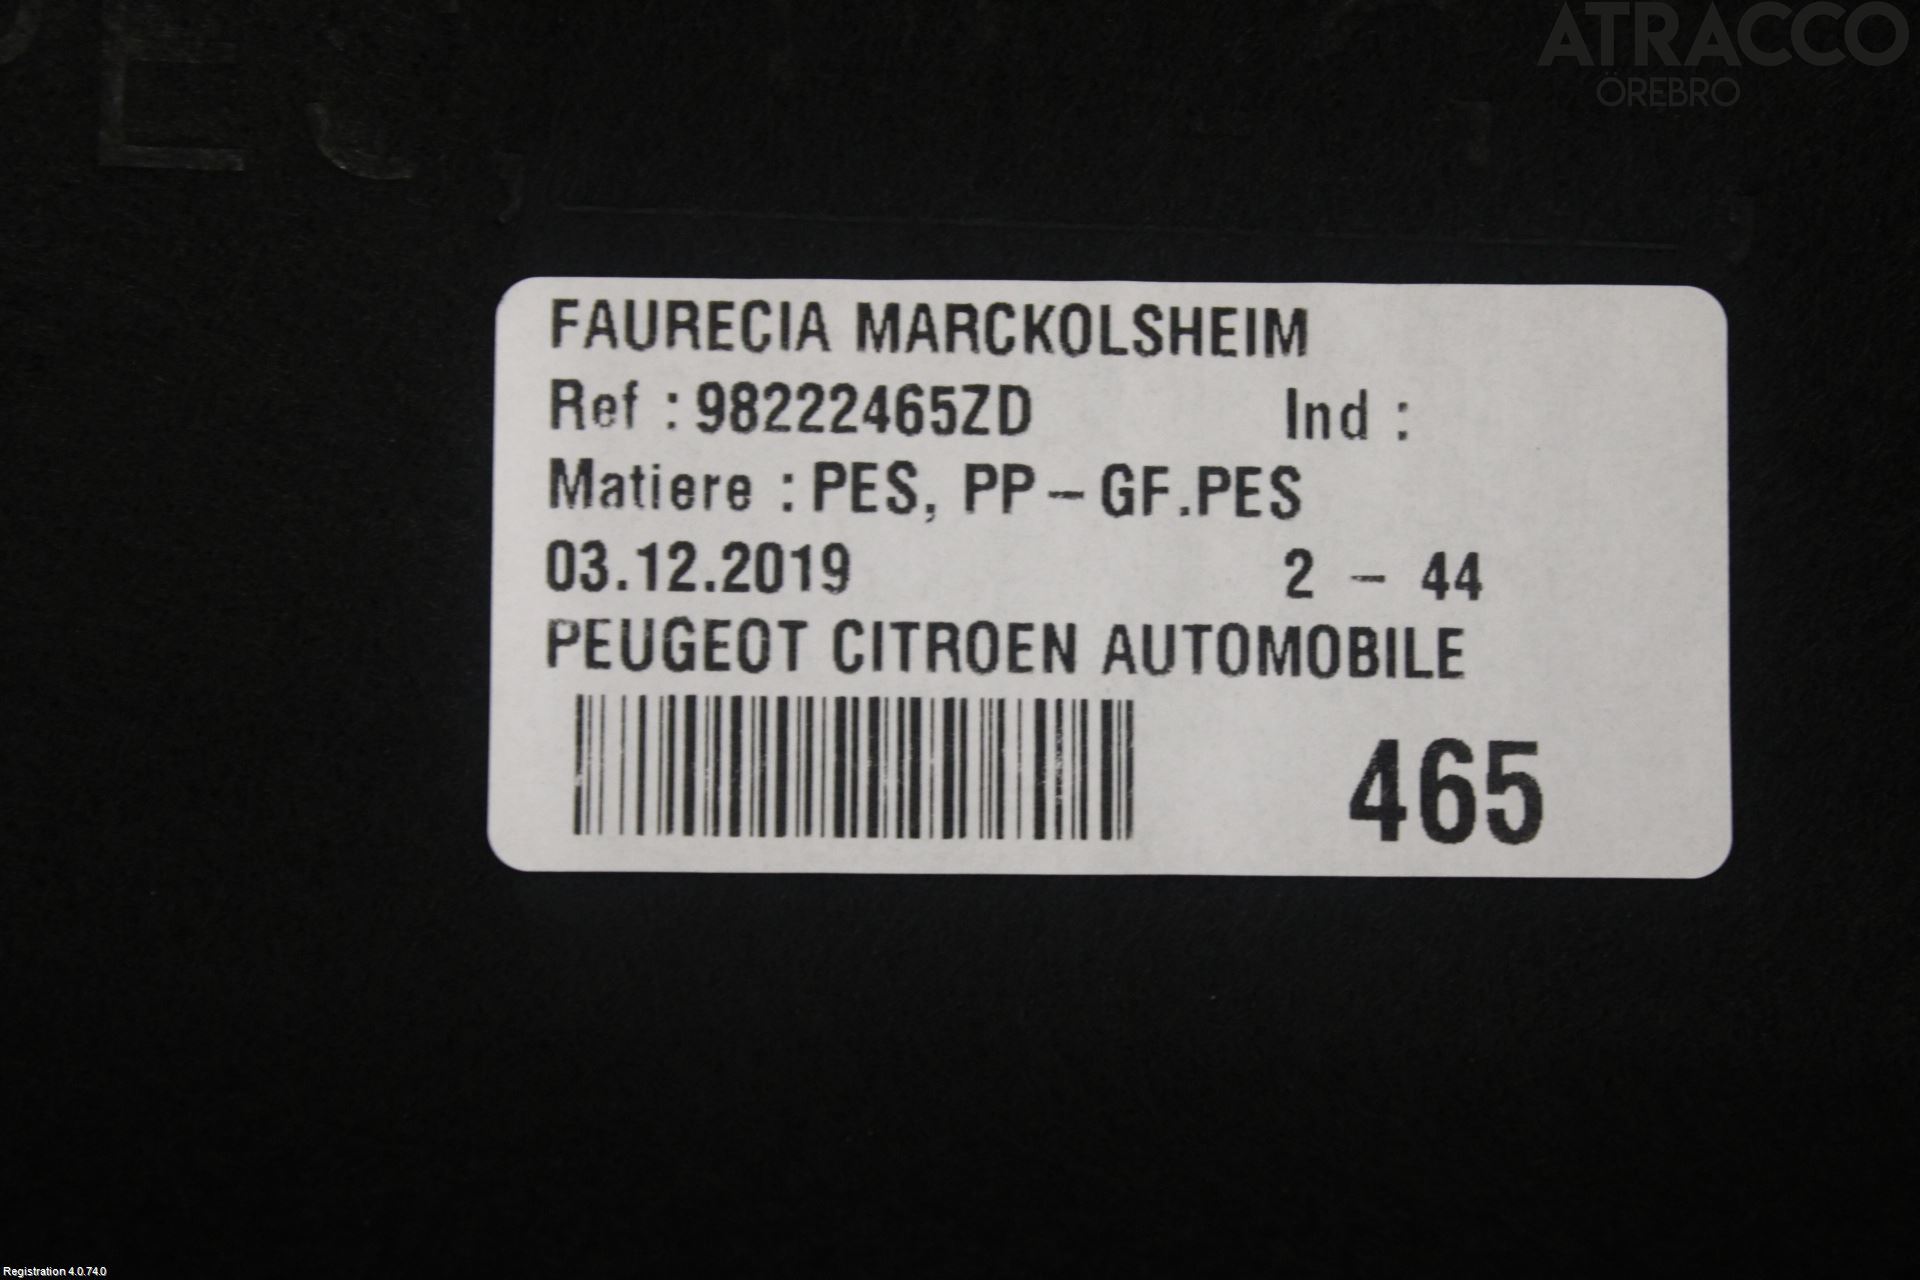 ATRACCO
ÖREBRO
FAURECIA MARCKOLSHEIM
Ref : 98222465ZD Ind :
Matiere : PES, PP - GF.PES
03.12.2019 2 - 44
PEUGEOT CITROEN AUTOMOBILE
465
Registration 4.0.74.0